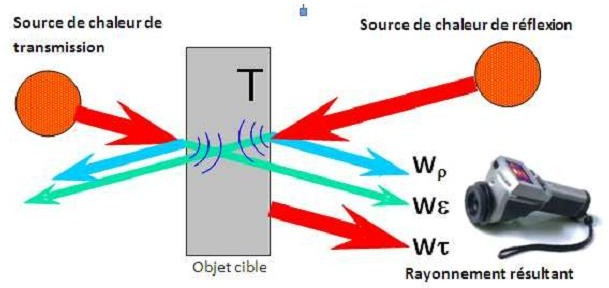 Source de chaleur de
transmission
Source de chaleur de réflexion
T
Wρ
Wε
Wτ
Objet cible
Rayonnement résultant